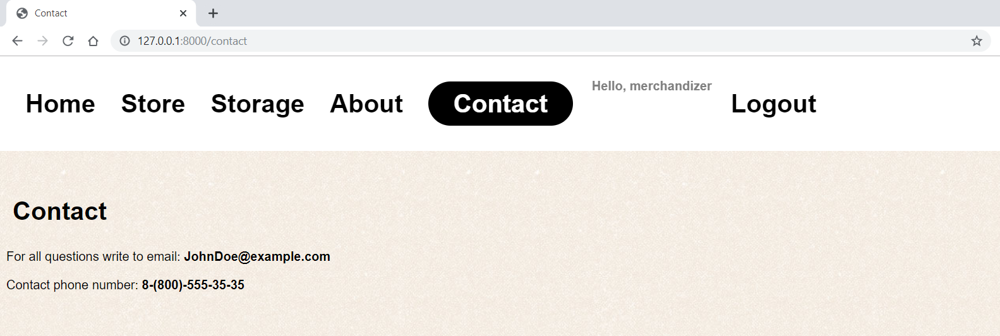 Contact
127.0.0.1:8000/contact
Home Store Storage About Contact Hello, merchandizer Logout
Contact
For all questions write to email: JohnDoe@example.com
Contact phone number: 8-(800)-555-35-35